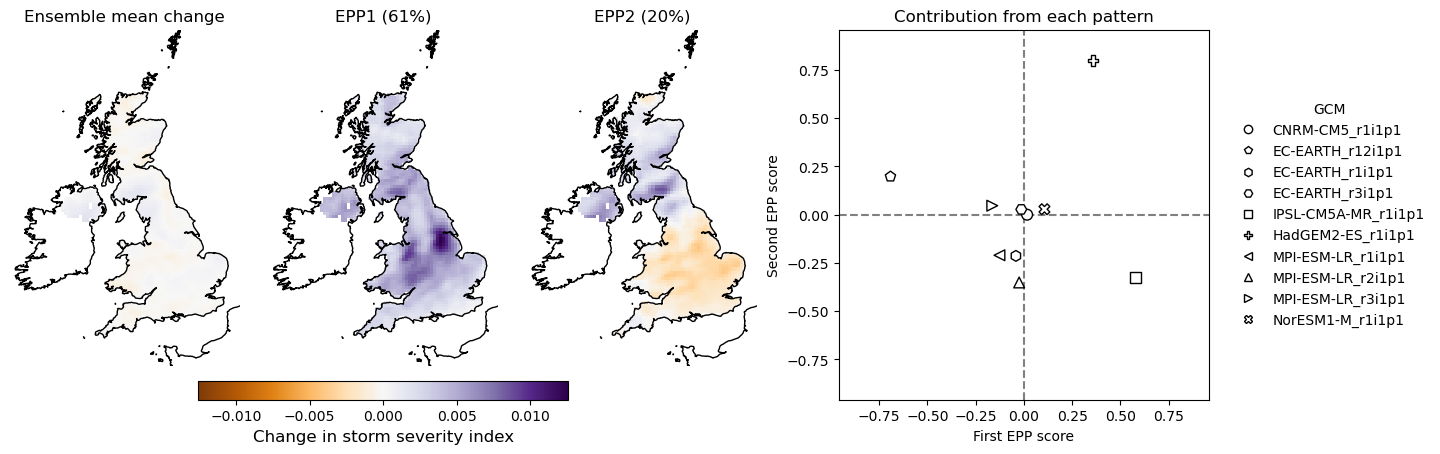 Ensemble mean change
EPP1 (61%)
EPP2 (20%)
−0.010
−0.005
0.000
0.005
0.010
Change in storm severity index
Contribution from each pattern
0.75
0.50
0.25
0.00
−0.25
−0.50
−0.75
Second EPP score
−0.75
−0.50
−0.25
0.00
0.25
0.50
0.75
First EPP score
GCM
CNRM-CM5_r1i1p1
EC-EARTH_r12i1p1
EC-EARTH_r1i1p1
EC-EARTH_r3i1p1
IPSL-CM5A-MR_r1i1p1
HadGEM2-ES_r1i1p1
MPI-ESM-LR_r1i1p1
MPI-ESM-LR_r2i1p1
MPI-ESM-LR_r3i1p1
NorESM1-M_r1i1p1